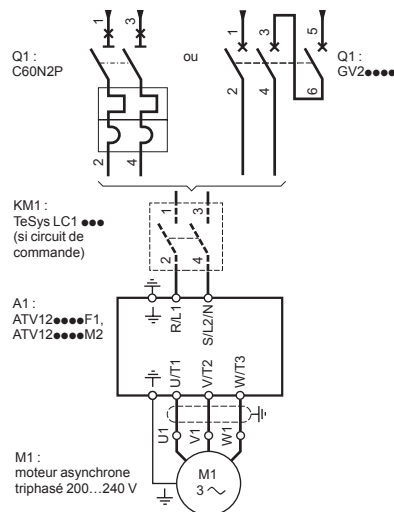 1
3
1
3
5
Q1 :
C60N2P
ou
Q1 :
GV2●●●●
2
4
6
2
4
KM1 :
TeSys LC1 ●●●
(si circuit de
commande)
1
3
2
4
A1 :
ATV12●●●●F1,
ATV12●●●●M2
R/L1
S/L2/N
U/T1
V/T2
W/T3
U1
V1
W1
M1 :
moteur asynchrone
triphasé 200...240 V
M1
3 ~